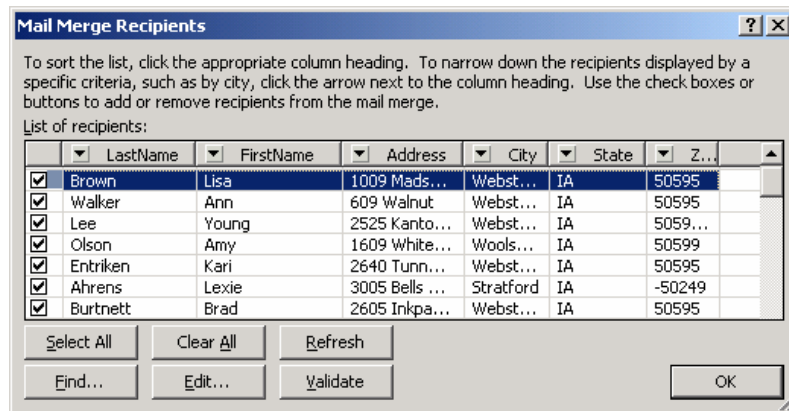 Mail Merge Recipients
To sort the list, click the appropriate column heading. To narrow down the recipients displayed by a
specific criteria, such as by city, click the arrow next to the column heading. Use the check boxes or
buttons to add or remove recipients from the mail merge.
List of recipients:
LastName FirstName Address City State Z...
Brown Lisa 1009 Mads... Webst... IA 50595
Walker Ann 609 Walnut Webst... IA 50595
Lee Young 2525 Kanto... Webst... IA 5059...
Olson Amy 1609 White... Wools... IA 50599
Entriken Kari 2640 Tunn... Webst... IA 50595
Ahrens Lexie 3005 Bells ... Stratford IA -50249
Burtnett Brad 2605 Inkpa... Webst... IA 50595
Select All Clear All Refresh
Find... Edit... Validate OK